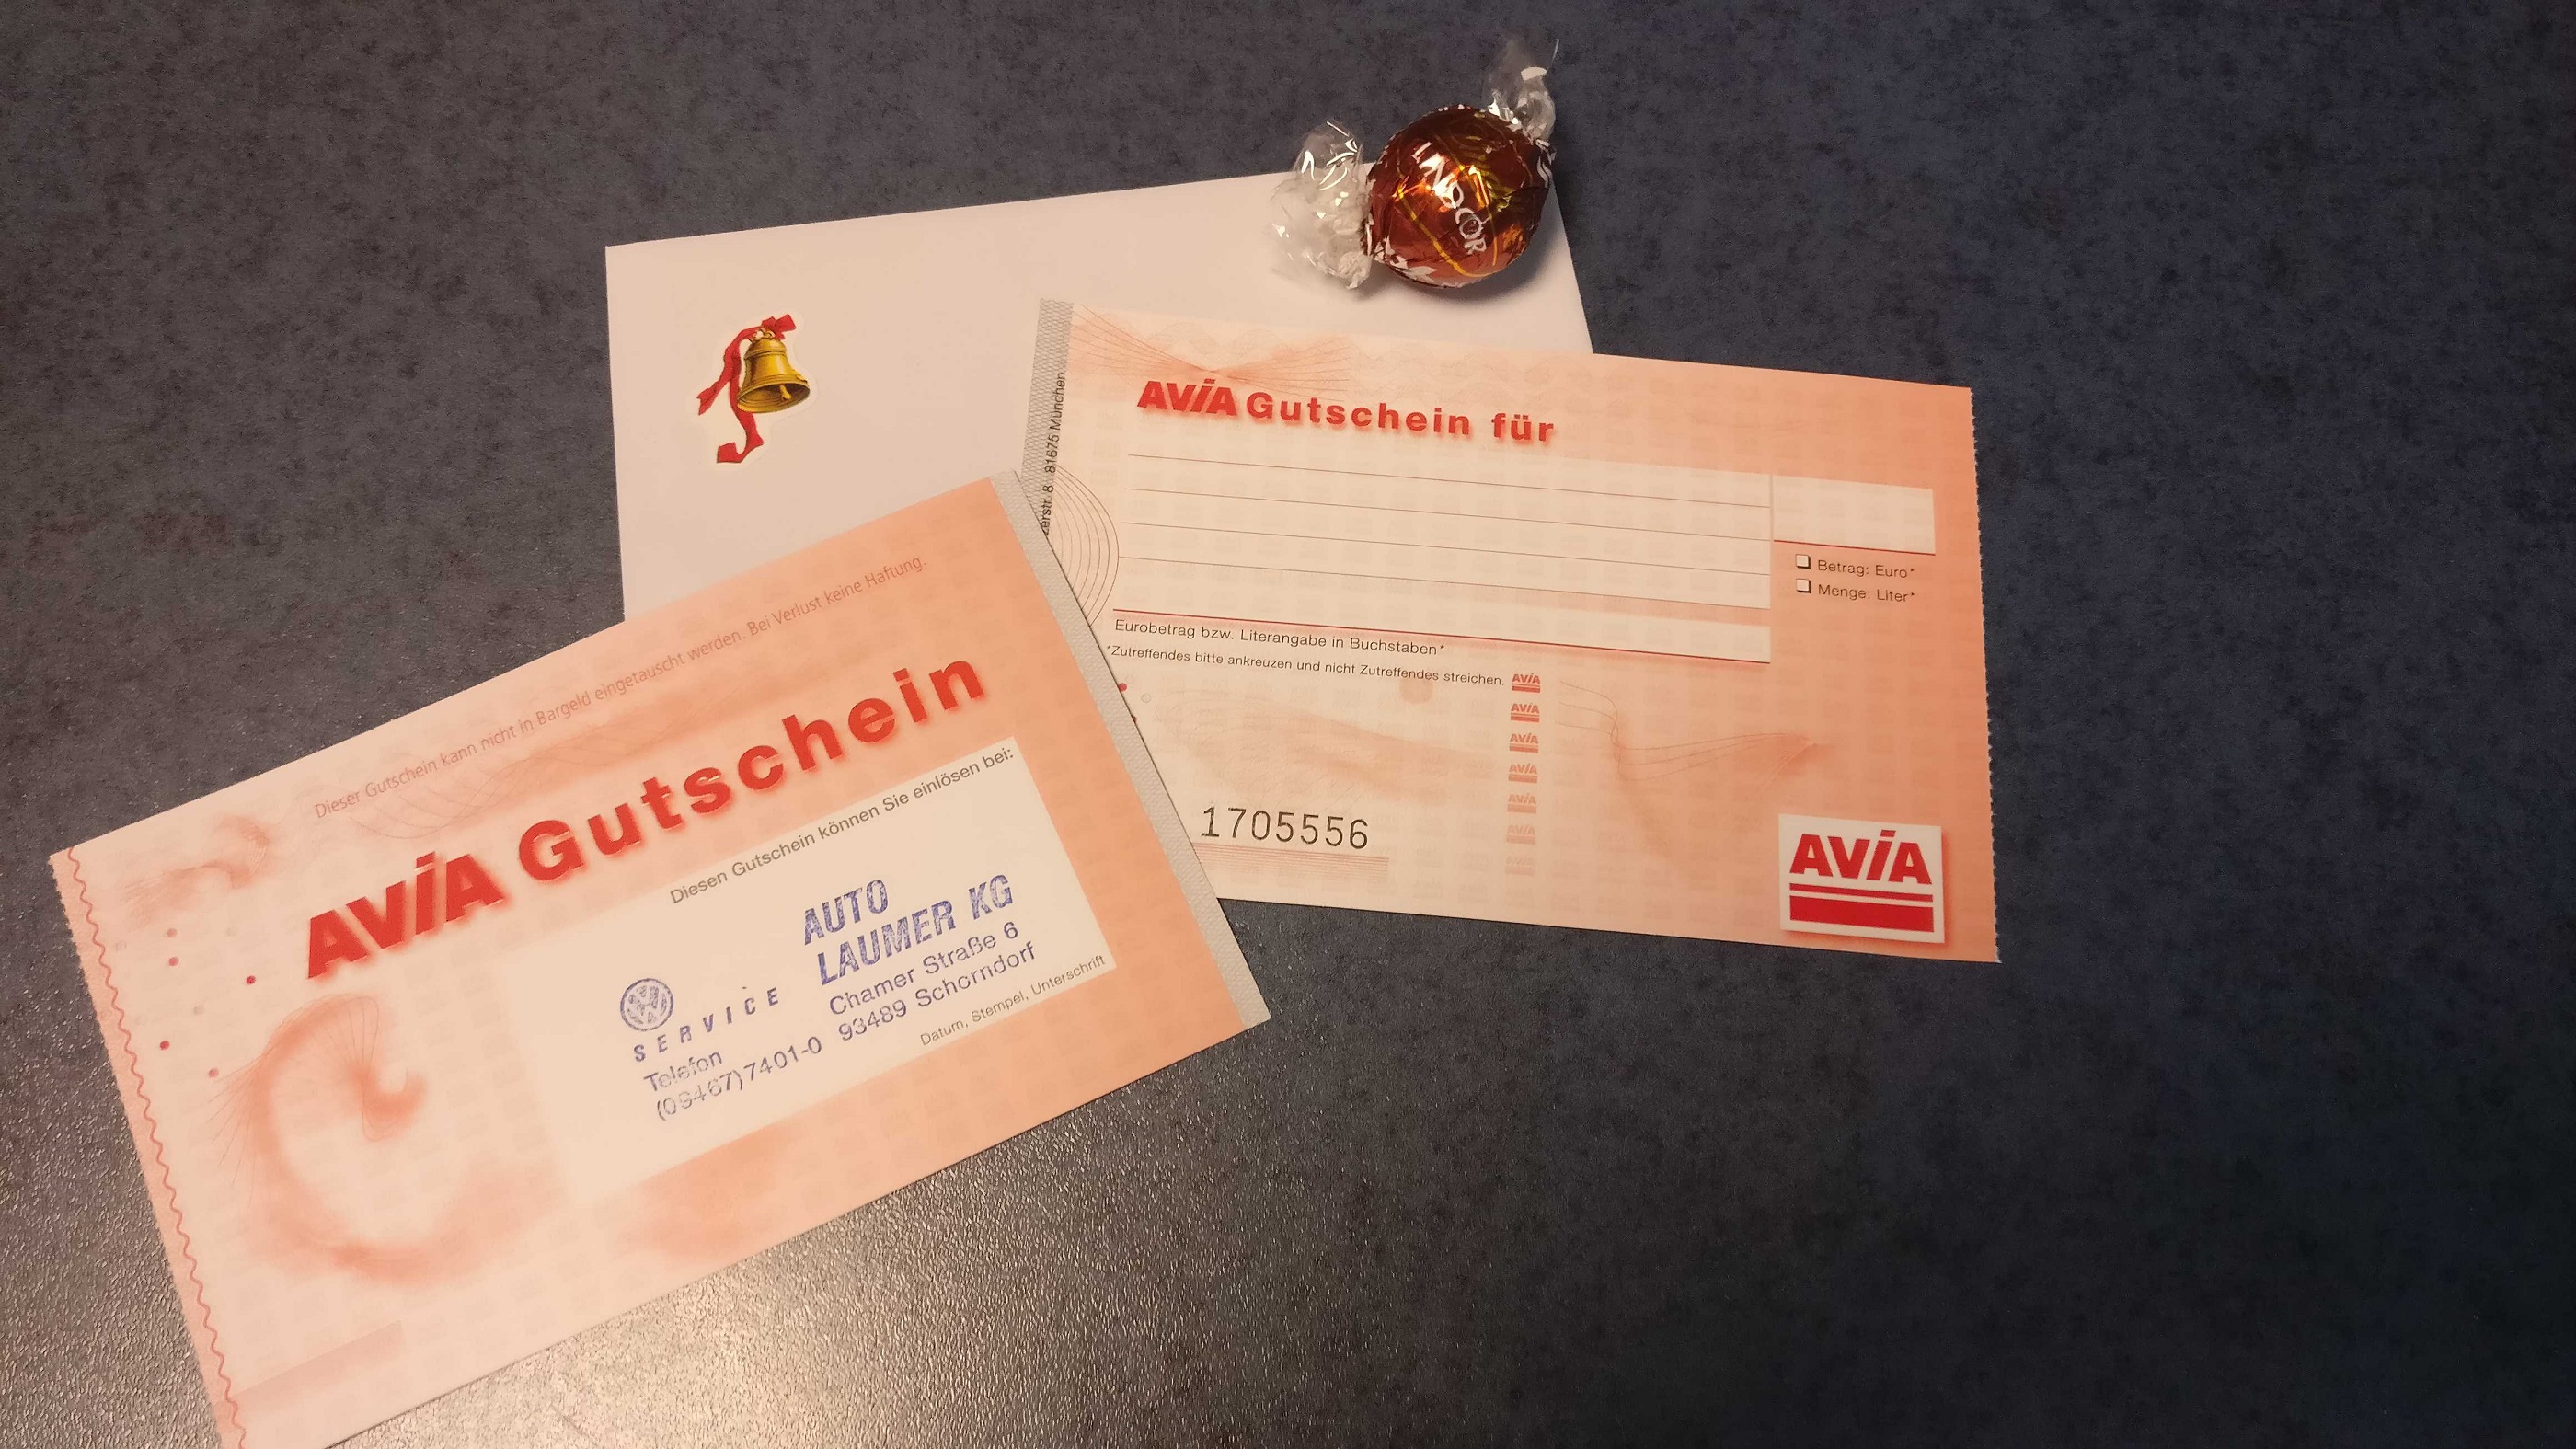 LINDOR
AVIA Gutschein für
Betrag: Euro*
Menge: Liter*
Eurobetrag bzw. Literangabe in Buchstaben*
*Zutreffendes bitte ankreuzen und nicht Zutreffendes streichen.
AVIA
AVIA
AVIA
AVIA
AVIA
AVIA
AVIA
1705556
AVIA
8 · 81675 München
Dieser Gutschein kann nicht in Bargeld eingetauscht werden. Bei Verlust keine Haftung.
AVIA Gutschein
Diesen Gutschein können Sie einlösen bei:
AUTO
LAUMER KG
SERVICE
Chamer Straße 6
Telefon
(09467)7401-0 93489 Schorndorf
Datum, Stempel, Unterschrift